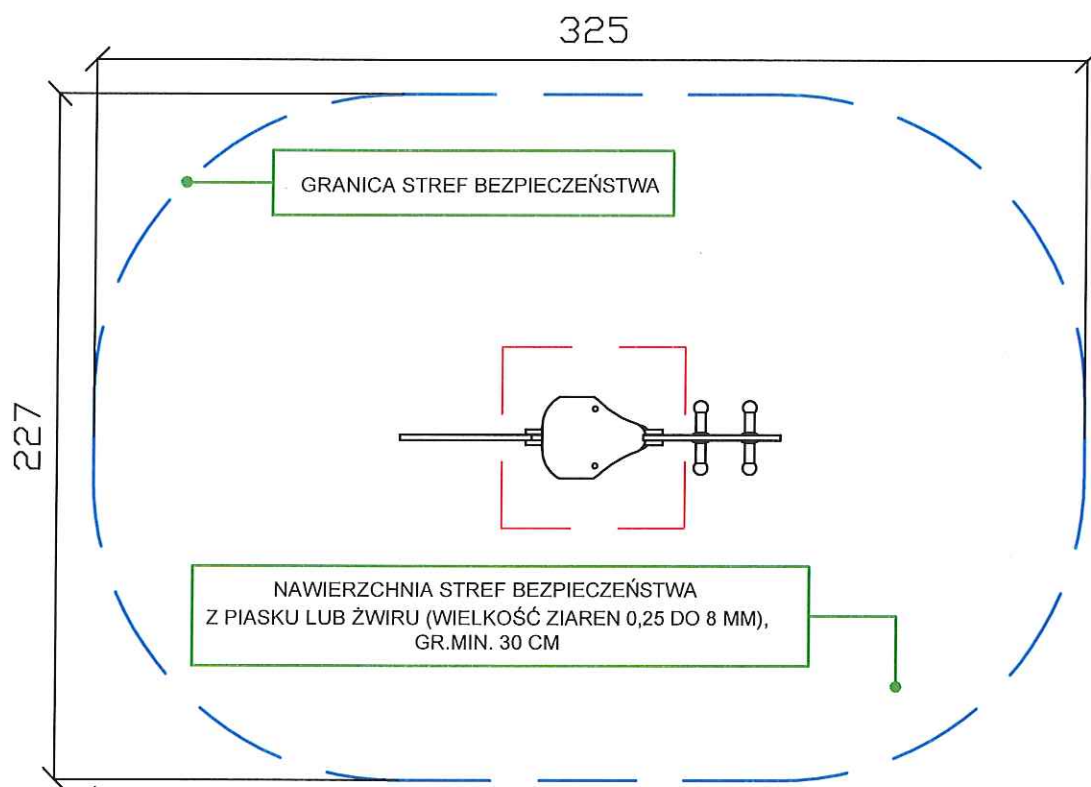 325
GRANICA STREF BEZPIECZEŃSTWA
227
NAWIERZCHNIA STREF BEZPIECZEŃSTWA
Z PIASKU LUB ŻWIRU (WIELKOŚĆ ZIAREN 0,25 DO 8 MM),
GR.MIN. 30 CM